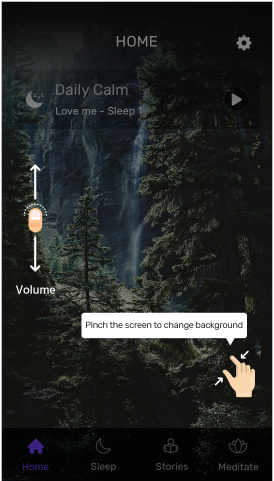 HOME
Daily Calm
Love me - Sleep 1
Volume
Pinch the screen to change background
Home
Sleep
Stories
Meditate